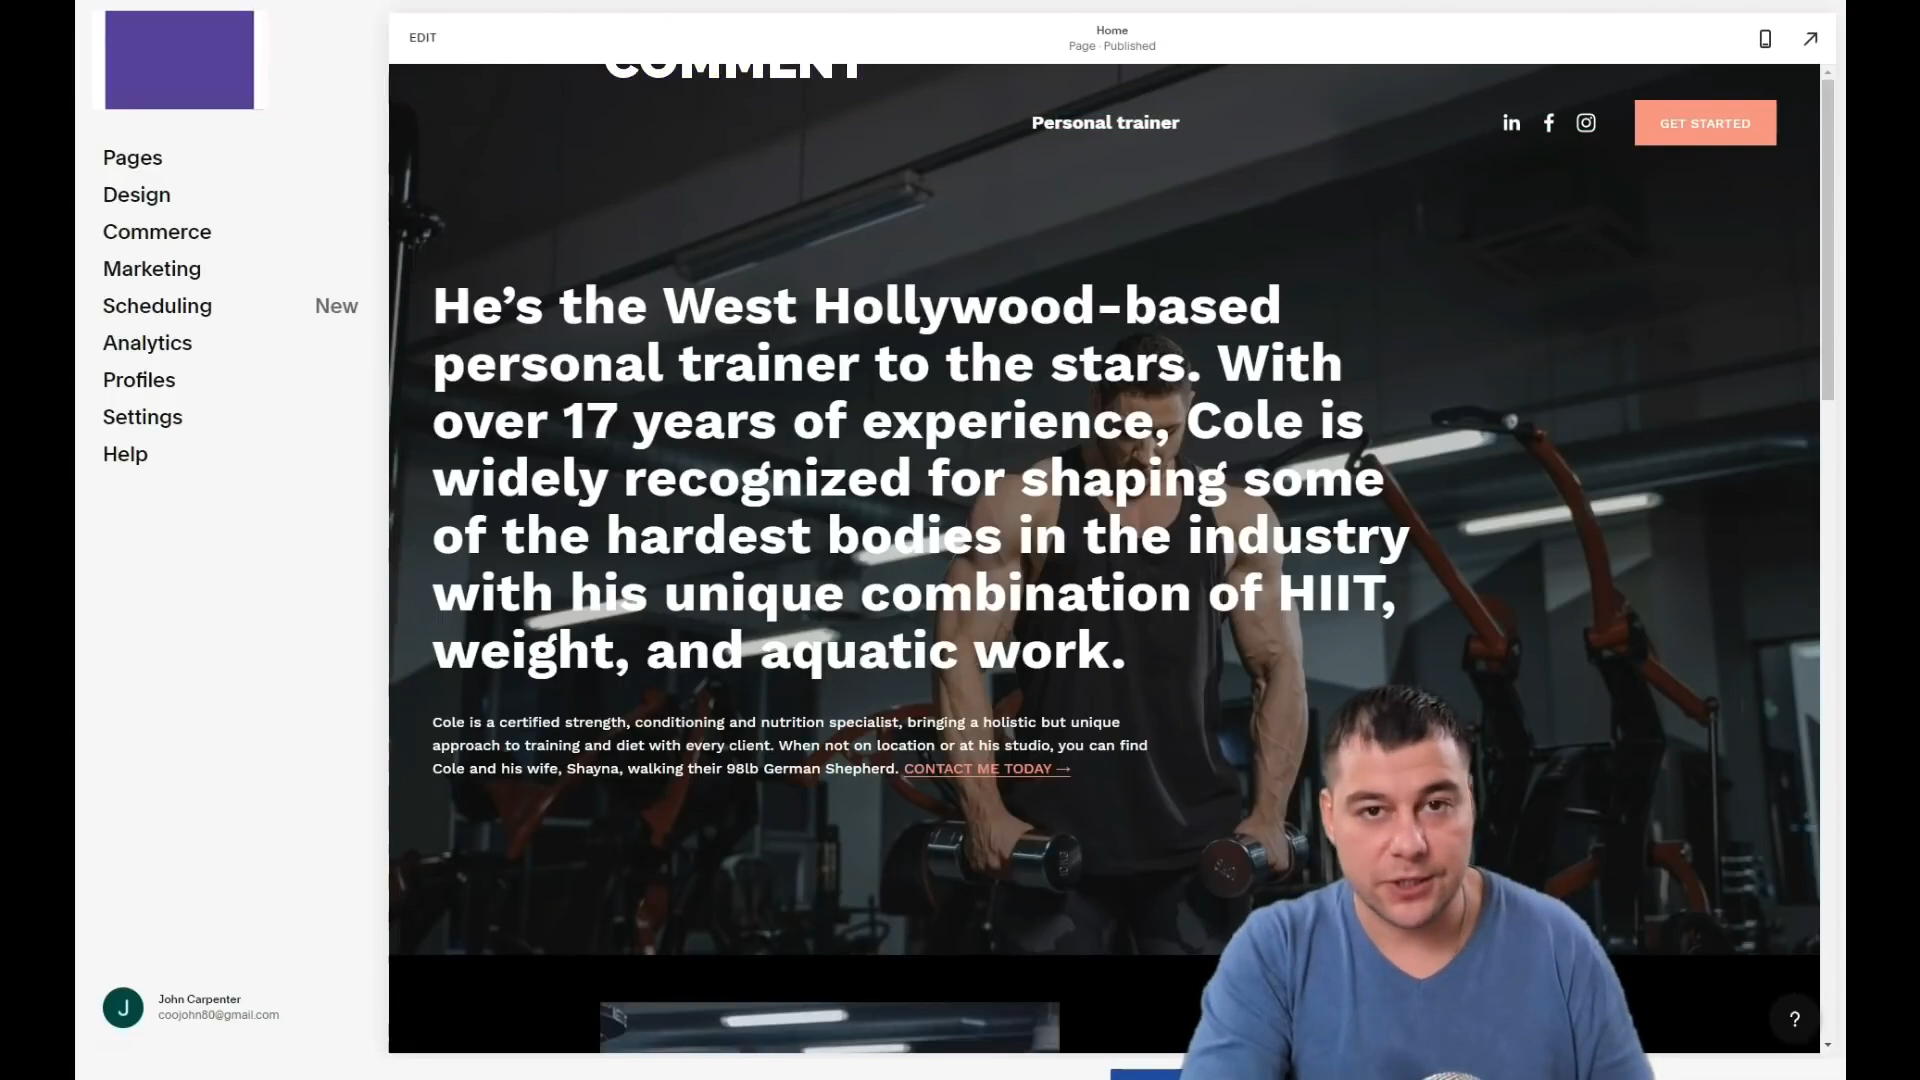 EDIT
Home
Page · Published
COMMENT
Personal trainer
GET STARTED
Pages
Design
Commerce
Marketing
Scheduling New
Analytics
Profiles
Settings
Help
He’s the West Hollywood-based
personal trainer to the stars. With
over 17 years of experience, Cole is
widely recognized for shaping some
of the hardest bodies in the industry
with his unique combination of HIIT,
weight, and aquatic work.
Cole is a certified strength, conditioning and nutrition specialist, bringing a holistic but unique
approach to training and diet with every client. When not on location or at his studio, you can find
Cole and his wife, Shayna, walking their 98lb German Shepherd. CONTACT ME TODAY →
J
John Carpenter
coojohn80@gmail.com
?